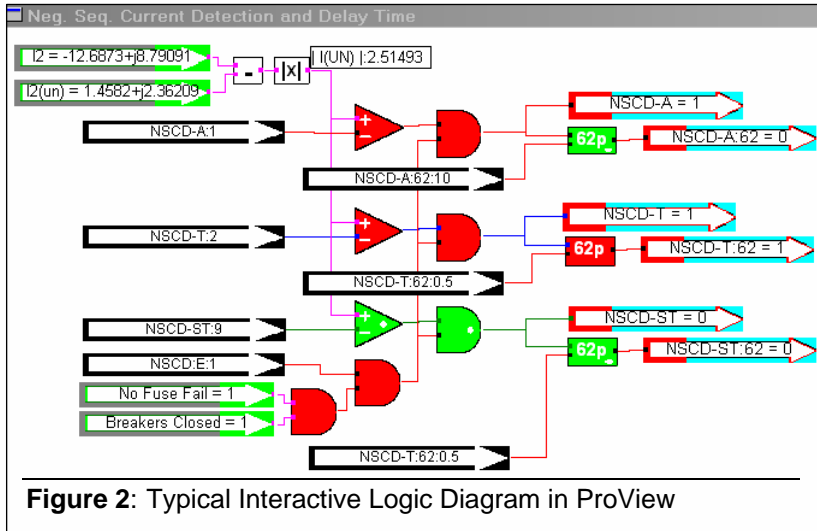 Neg. Seq. Current Detection and Delay Time
I2 = -12.6873+j8.79091
| I(UN) |:2.51493
-
|x|
I2(un) = 1.4582+j2.36209
NSCD-A = 1
NSCD-A:1
+
−
62p
NSCD-A:62 = 0
NSCD-A:62:10
NSCD-T = 1
NSCD-T:2
+
−
62p
NSCD-T:62 = 1
NSCD-T:62:0.5
NSCD-ST = 0
NSCD-ST:9
+
−
62p
NSCD-ST:62 = 0
NSCD:E:1
No Fuse Fail = 1
Breakers Closed = 1
NSCD-T:62:0.5
Figure 2: Typical Interactive Logic Diagram in ProView